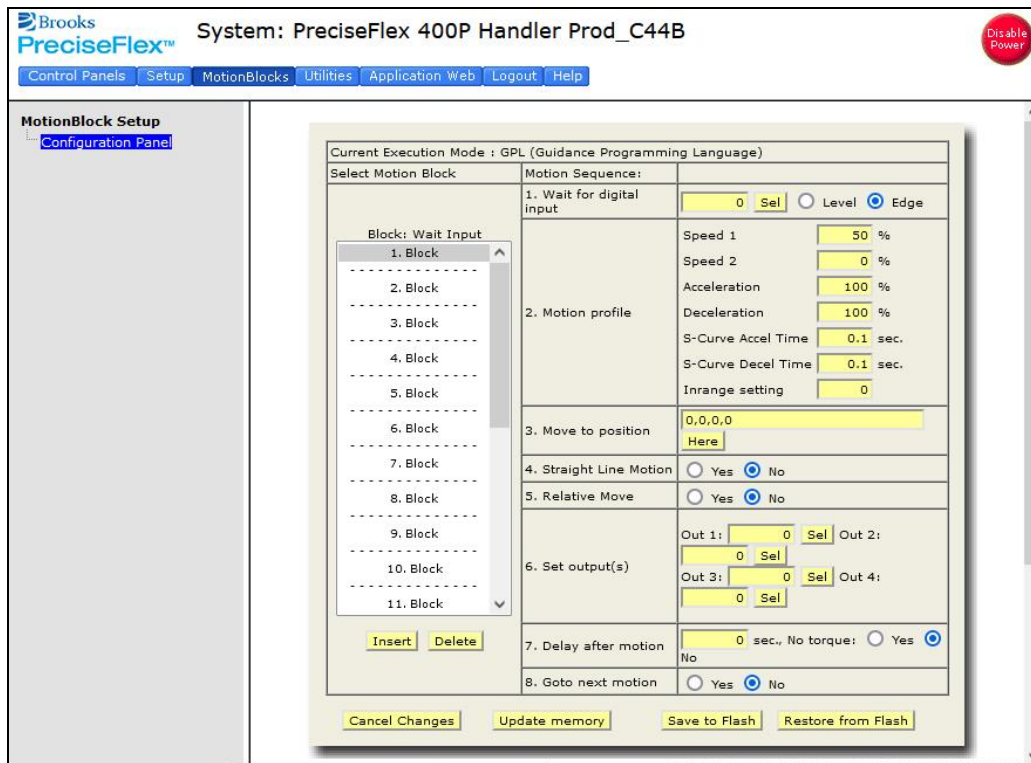 Brooks
PreciseFlex™
System: PreciseFlex 400P Handler Prod_C44B
Disable
Power
Control Panels Setup MotionBlocks Utilities Application Web Logout Help
MotionBlock Setup
Configuration Panel
Current Execution Mode : GPL (Guidance Programming Language)
Select Motion Block Motion Sequence:
Block: Wait Input
1. Block
- - - - - - - - - - - - - -
2. Block
- - - - - - - - - - - - - -
3. Block
- - - - - - - - - - - - - -
4. Block
- - - - - - - - - - - - - -
5. Block
- - - - - - - - - - - - - -
6. Block
- - - - - - - - - - - - - -
7. Block
- - - - - - - - - - - - - -
8. Block
- - - - - - - - - - - - - -
9. Block
- - - - - - - - - - - - - -
10. Block
- - - - - - - - - - - - - -
11. Block
Insert Delete
1. Wait for digital
input
0 Sel Level Edge
2. Motion profile
Speed 1 50 %
Speed 2 0 %
Acceleration 100 %
Deceleration 100 %
S-Curve Accel Time 0.1 sec.
S-Curve Decel Time 0.1 sec.
Inrange setting 0
3. Move to position
0,0,0,0
Here
4. Straight Line Motion Yes No
5. Relative Move Yes No
6. Set output(s)
Out 1: 0 Sel Out 2:
0 Sel
Out 3: 0 Sel Out 4:
0 Sel
7. Delay after motion
0 sec., No torque: Yes
No
8. Goto next motion Yes No
Cancel Changes Update memory Save to Flash Restore from Flash